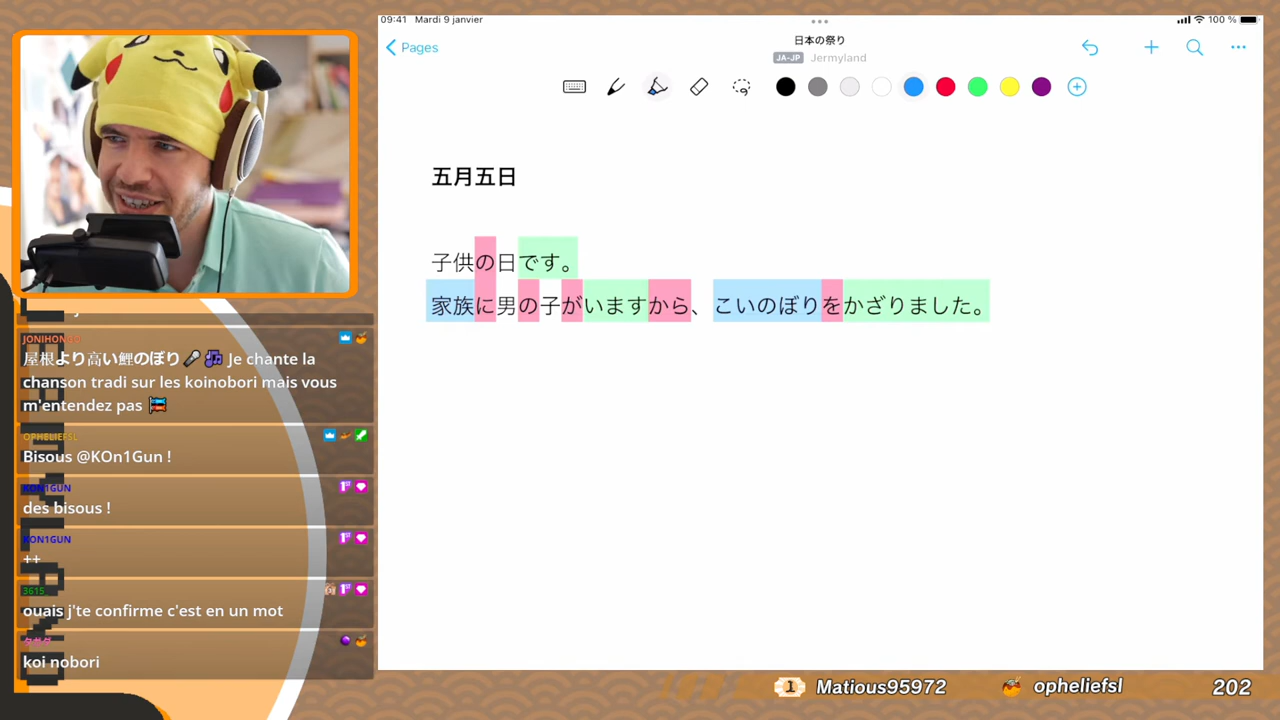 09:41 Mardi 9 janvier
100 %
Pages
日本の祭り
JA-JP Jermyland
五月五日
子供の日です。
家族に男の子がいますから、こいのぼりをかざりました。
屋根より高い鯉のぼり🎤🎶 Je chante la
chanson tradi sur les koinobori mais vous
m'entendez pas
OPHELIEFSL
Bisous @KOn1Gun !
KON1GUN
des bisous !
KON1GUN
++
3615
ouais j'te confirme c'est en un mot
koi nobori
1 Matious95972
opheliefsl
202